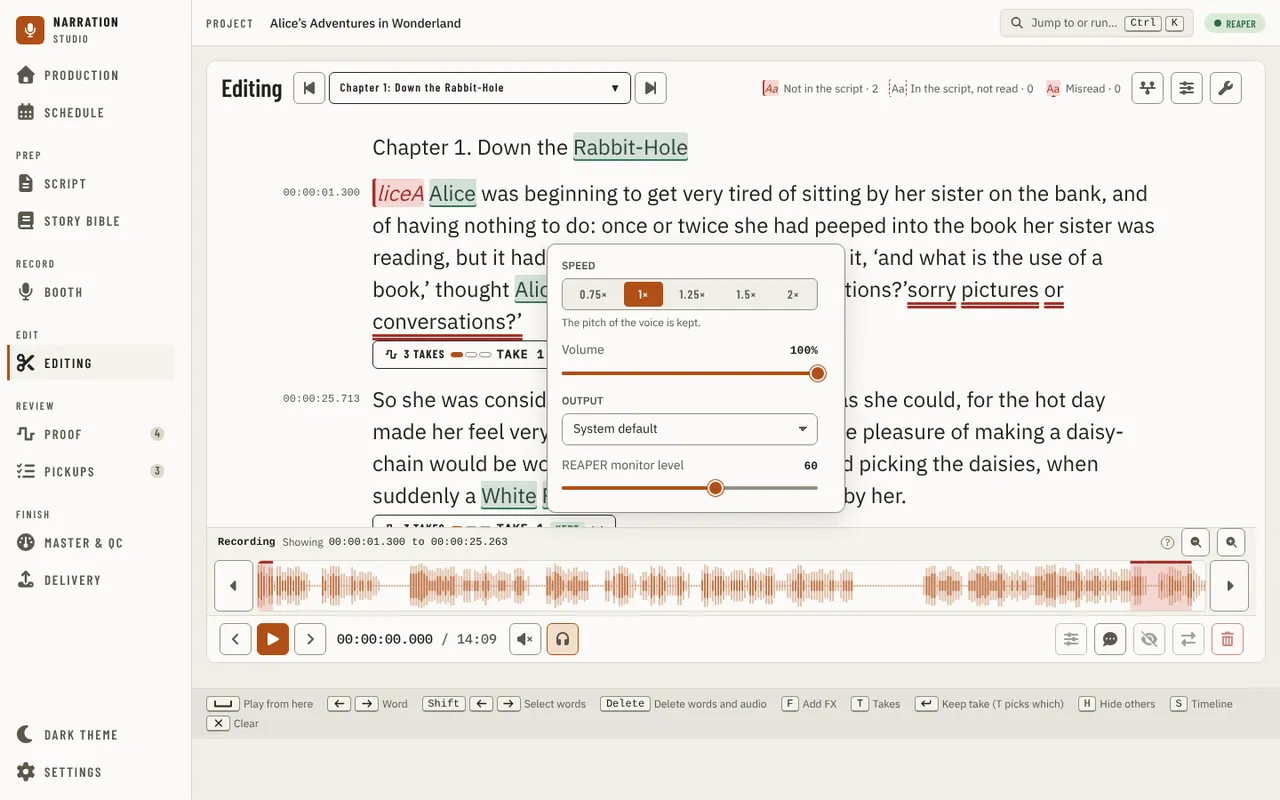 NARRATION
STUDIO
PRODUCTION
SCHEDULE
PREP
SCRIPT
STORY BIBLE
RECORD
BOOTH
EDIT
EDITING
REVIEW
PROOF 4
PICKUPS 3
FINISH
MASTER & QC
DELIVERY
DARK THEME
SETTINGS
PROJECT Alice’s Adventures in Wonderland
Jump to or run… Ctrl K
REAPER
Editing
Chapter 1: Down the Rabbit-Hole
Aa Not in the script · 2 Aa In the script, not read · 0 Aa Misread · 0
Chapter 1. Down the Rabbit-Hole
00:00:01.300 liceA Alice was beginning to get very tired of sitting by her sister on the bank, and
of having nothing to do: once or twice she had peeped into the book her sister was
reading, but it had it, ‘and what is the use of a
book,’ thought tions?’sorry pictures or
conversations?’
3 TAKES TAKE 1
00:00:25.713 So she was as she could, for the hot day
made her feel very pleasure of making a daisy-
chain would be picking the daisies, when
suddenly a White by her.
SPEED
0.75× 1× 1.25× 1.5× 2×
The pitch of the voice is kept.
Volume 100%
OUTPUT
System default
REAPER monitor level 60
3 TAKES TAKE 1 KEPT
Recording Showing 00:00:01.300 to 00:00:25.263
?
00:00:00.000 / 14:09
Play from here ← → Word Shift ← → Select words Delete Delete words and audio F Add FX T Takes ↵ Keep take (T picks which) H Hide others S Timeline
✕ Clear